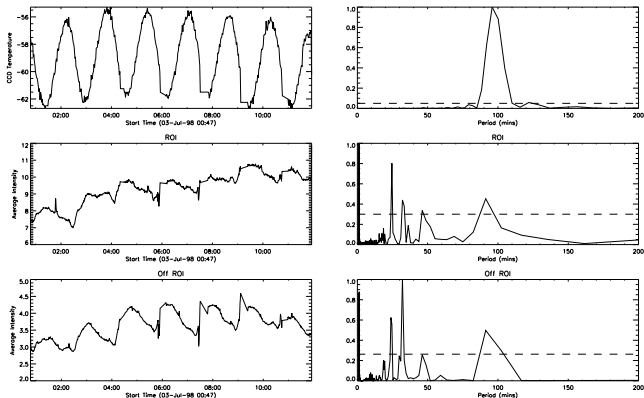 -56
-58
-60
-62
CCD Temperature
02:00 04:00 06:00 08:00 10:00
Start Time (03-Jul-98 00:47)
1.0
0.8
0.6
0.4
0.2
0.0
0 50 100 150 200
Period (mins)
ROI
12
11
10
9
8
7
6
Average Intensity
02:00 04:00 06:00 08:00 10:00
Start Time (03-Jul-98 00:47)
ROI
1.0
0.8
0.6
0.4
0.2
0.0
0 50 100 150 200
Period (mins)
Off ROI
5.0
4.5
4.0
3.5
3.0
2.5
2.0
Average Intensity
02:00 04:00 06:00 08:00 10:00
Start Time (03-Jul-98 00:47)
Off ROI
1.0
0.8
0.6
0.4
0.2
0.0
0 50 100 150 200
Period (mins)